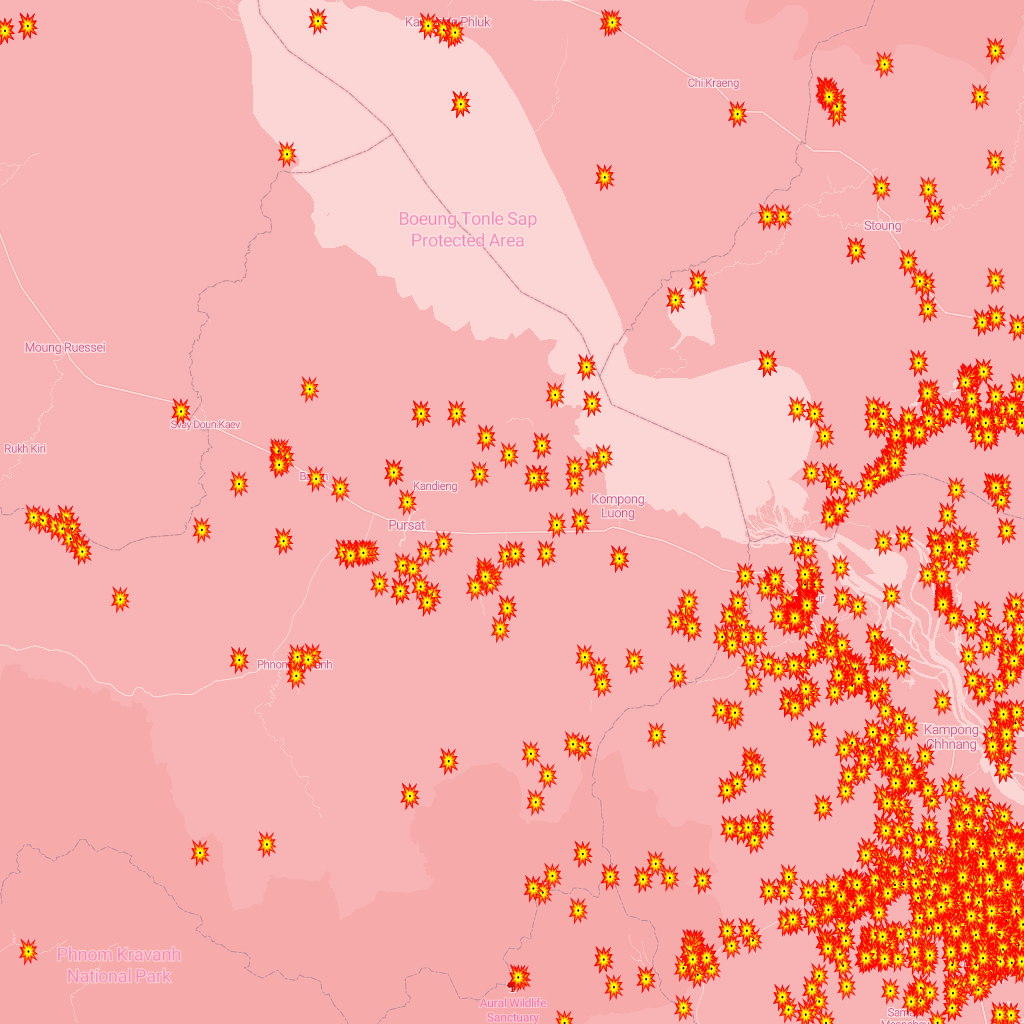 Chi Kraeng
Boeung Tonle Sap
Protected Area
Stoung
Moung Ruessei
Svay Doun Kaev
Rukh Kiri
Kandieng
Kompong
Luong
Pursat
Kampong
Chhnang
Phnom Kravanh
National Park
Aural Wildlife
Sanctuary